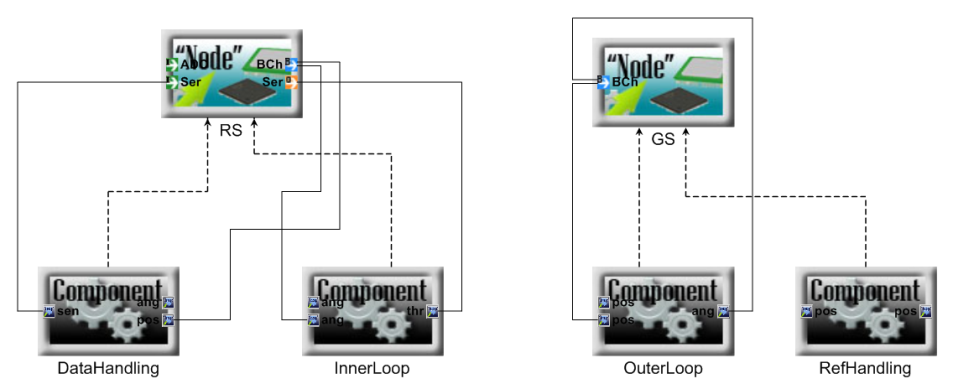 "Node"
ADC
BCh
Ser
Ser
RS
"Node"
BCh
GS
Component
ang
sen
pos
DataHandling
Component
ang
ang
thr
InnerLoop
Component
pos
pos
ang
OuterLoop
Component
pos
pos
RefHandling